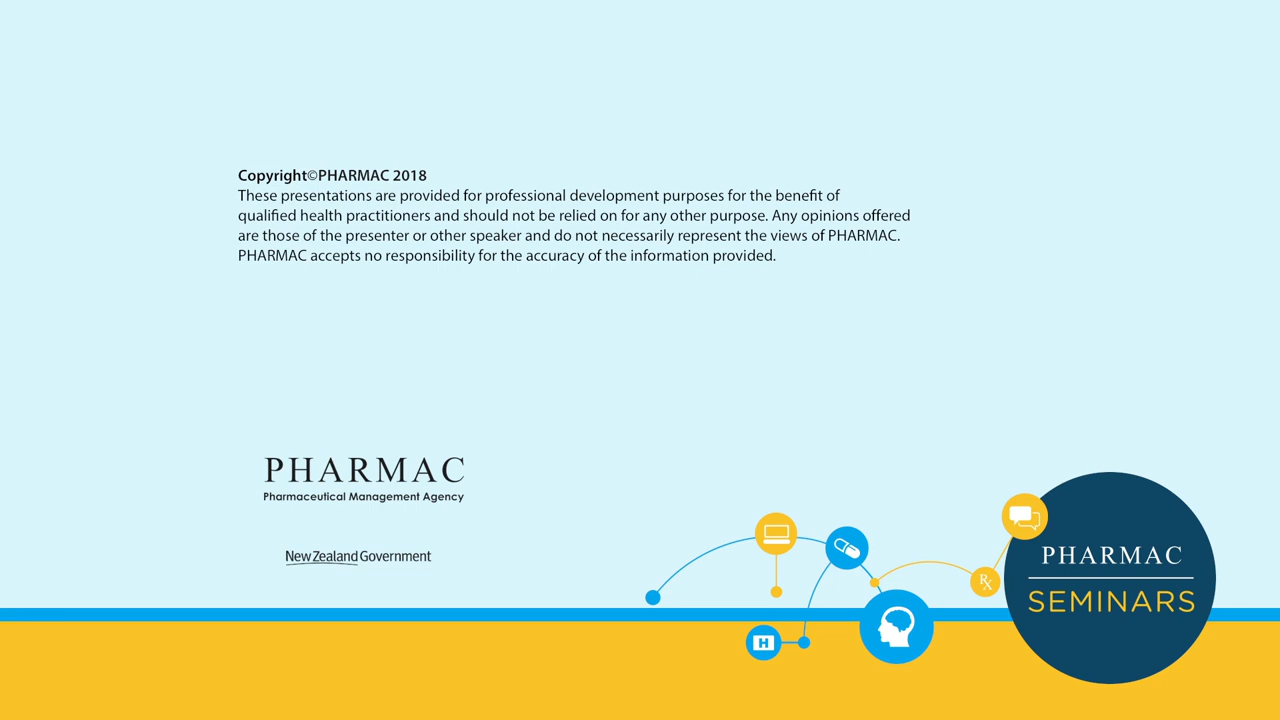 Copyright©PHARMAC 2018
These presentations are provided for professional development purposes for the benefit of
qualified health practitioners and should not be relied on for any other purpose. Any opinions offered
are those of the presenter or other speaker and do not necessarily represent the views of PHARMAC.
PHARMAC accepts no responsibility for the accuracy of the information provided.
PHARMAC
Pharmaceutical Management Agency
New Zealand Government
PHARMAC
SEMINARS
Rx
H